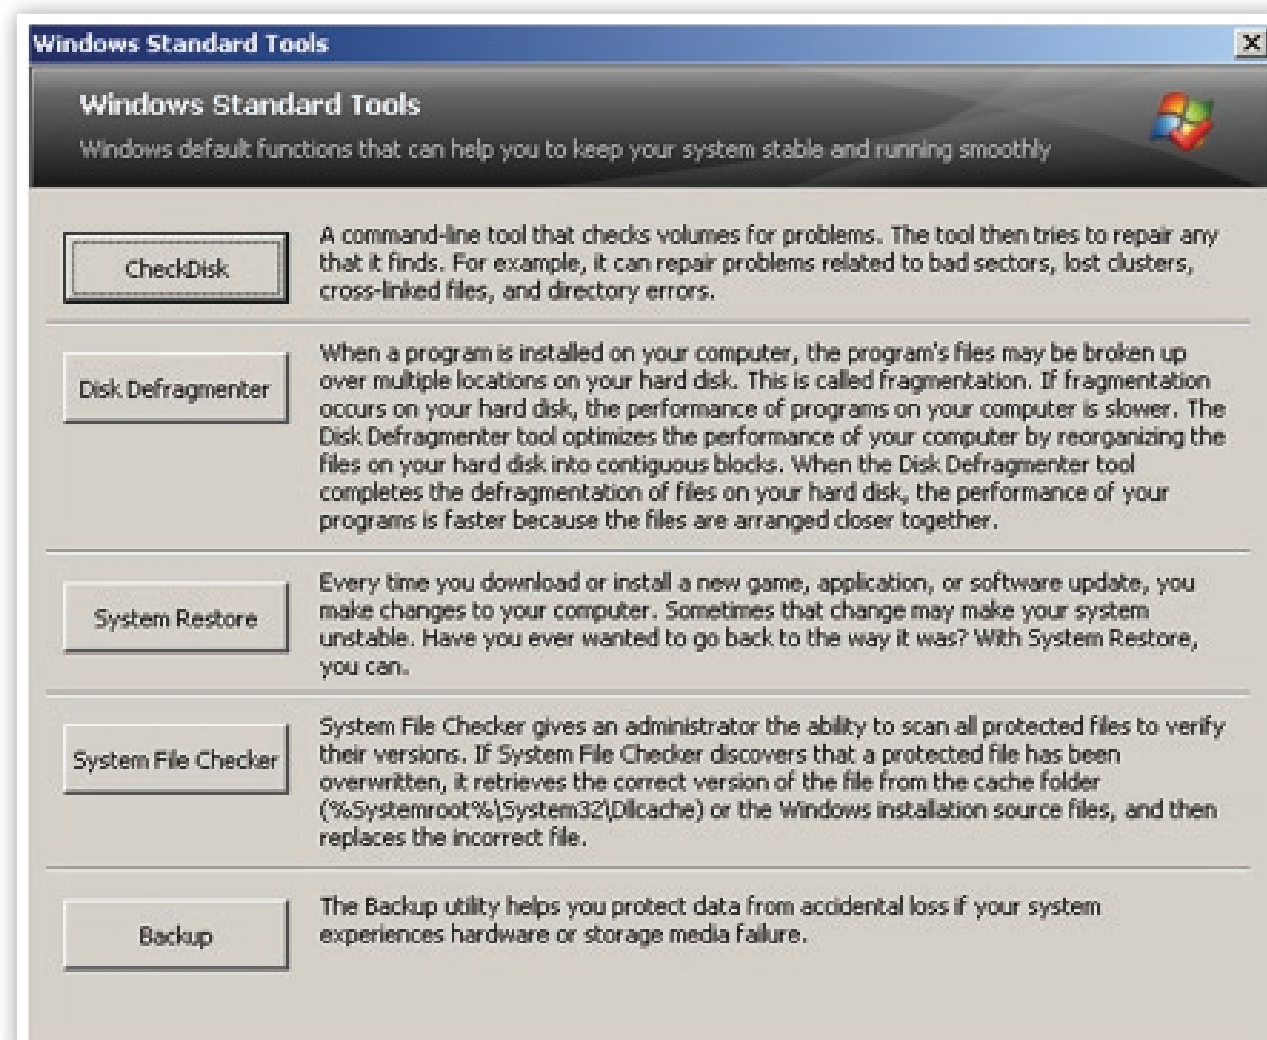 Windows Standard Tools
Windows Standard Tools
Windows default functions that can help you to keep your system stable and running smoothly
CheckDisk
A command-line tool that checks volumes for problems. The tool then tries to repair any
that it finds. For example, it can repair problems related to bad sectors, lost clusters,
cross-linked files, and directory errors.
Disk Defragmenter
When a program is installed on your computer, the program's files may be broken up
over multiple locations on your hard disk. This is called fragmentation. If fragmentation
occurs on your hard disk, the performance of programs on your computer is slower. The
Disk Defragmenter tool optimizes the performance of your computer by reorganizing the
files on your hard disk into contiguous blocks. When the Disk Defragmenter tool
completes the defragmentation of files on your hard disk, the performance of your
programs is faster because the files are arranged closer together.
System Restore
Every time you download or install a new game, application, or software update, you
make changes to your computer. Sometimes that change may make your system
unstable. Have you ever wanted to go back to the way it was? With System Restore,
you can.
System File Checker
System File Checker gives an administrator the ability to scan all protected files to verify
their versions. If System File Checker discovers that a protected file has been
overwritten, it retrieves the correct version of the file from the cache folder
(%Systemroot%\System32\Dllcache) or the Windows installation source files, and then
replaces the incorrect file.
Backup
The Backup utility helps you protect data from accidental loss if your system
experiences hardware or storage media failure.